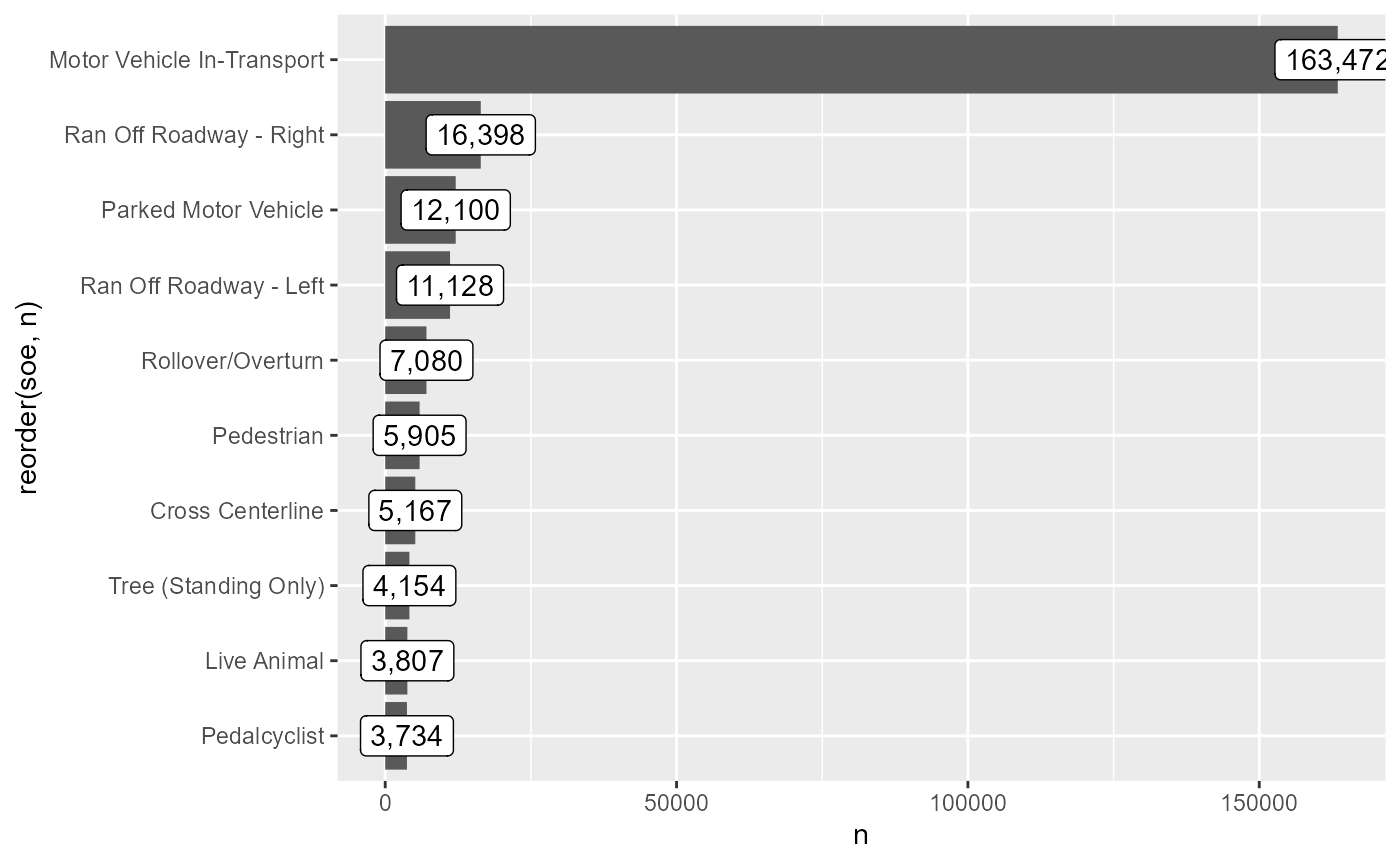 Motor Vehicle In-Transport 163,472
Ran Off Roadway - Right 16,398
Parked Motor Vehicle 12,100
Ran Off Roadway - Left 11,128
Rollover/Overturn 7,080
Pedestrian 5,905
Cross Centerline 5,167
Tree (Standing Only) 4,154
Live Animal 3,807
Pedalcyclist 3,734
reorder(soe, n)
0 50000 100000 150000
n